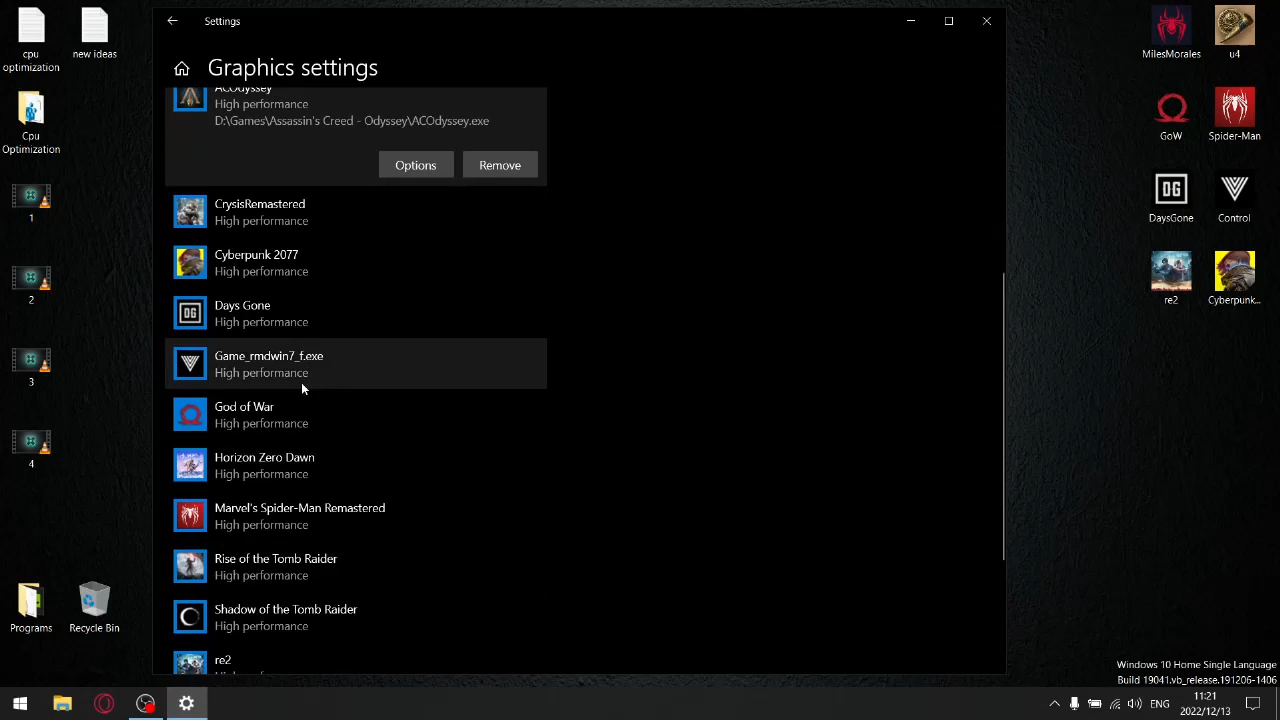 cpu
optimization
new ideas
Cpu
Optimization
1
2
3
4
Programs
Recycle Bin
Settings
Graphics settings
ACOdyssey
High performance
D:\Games\Assassin's Creed - Odyssey\ACOdyssey.exe
Options
Remove
CrysisRemastered
High performance
Cyberpunk 2077
High performance
Days Gone
High performance
Game_rmdwin7_f.exe
High performance
God of War
High performance
Horizon Zero Dawn
High performance
Marvel's Spider-Man Remastered
High performance
Rise of the Tomb Raider
High performance
Shadow of the Tomb Raider
High performance
re2
MilesMorales
u4
GoW
Spider-Man
DG
DG
DaysGone
Control
re2
Cyberpunk...
Windows 10 Home Single Language
Build 19041.vb_release.191206-1406
ENG
11:21
2022/12/13